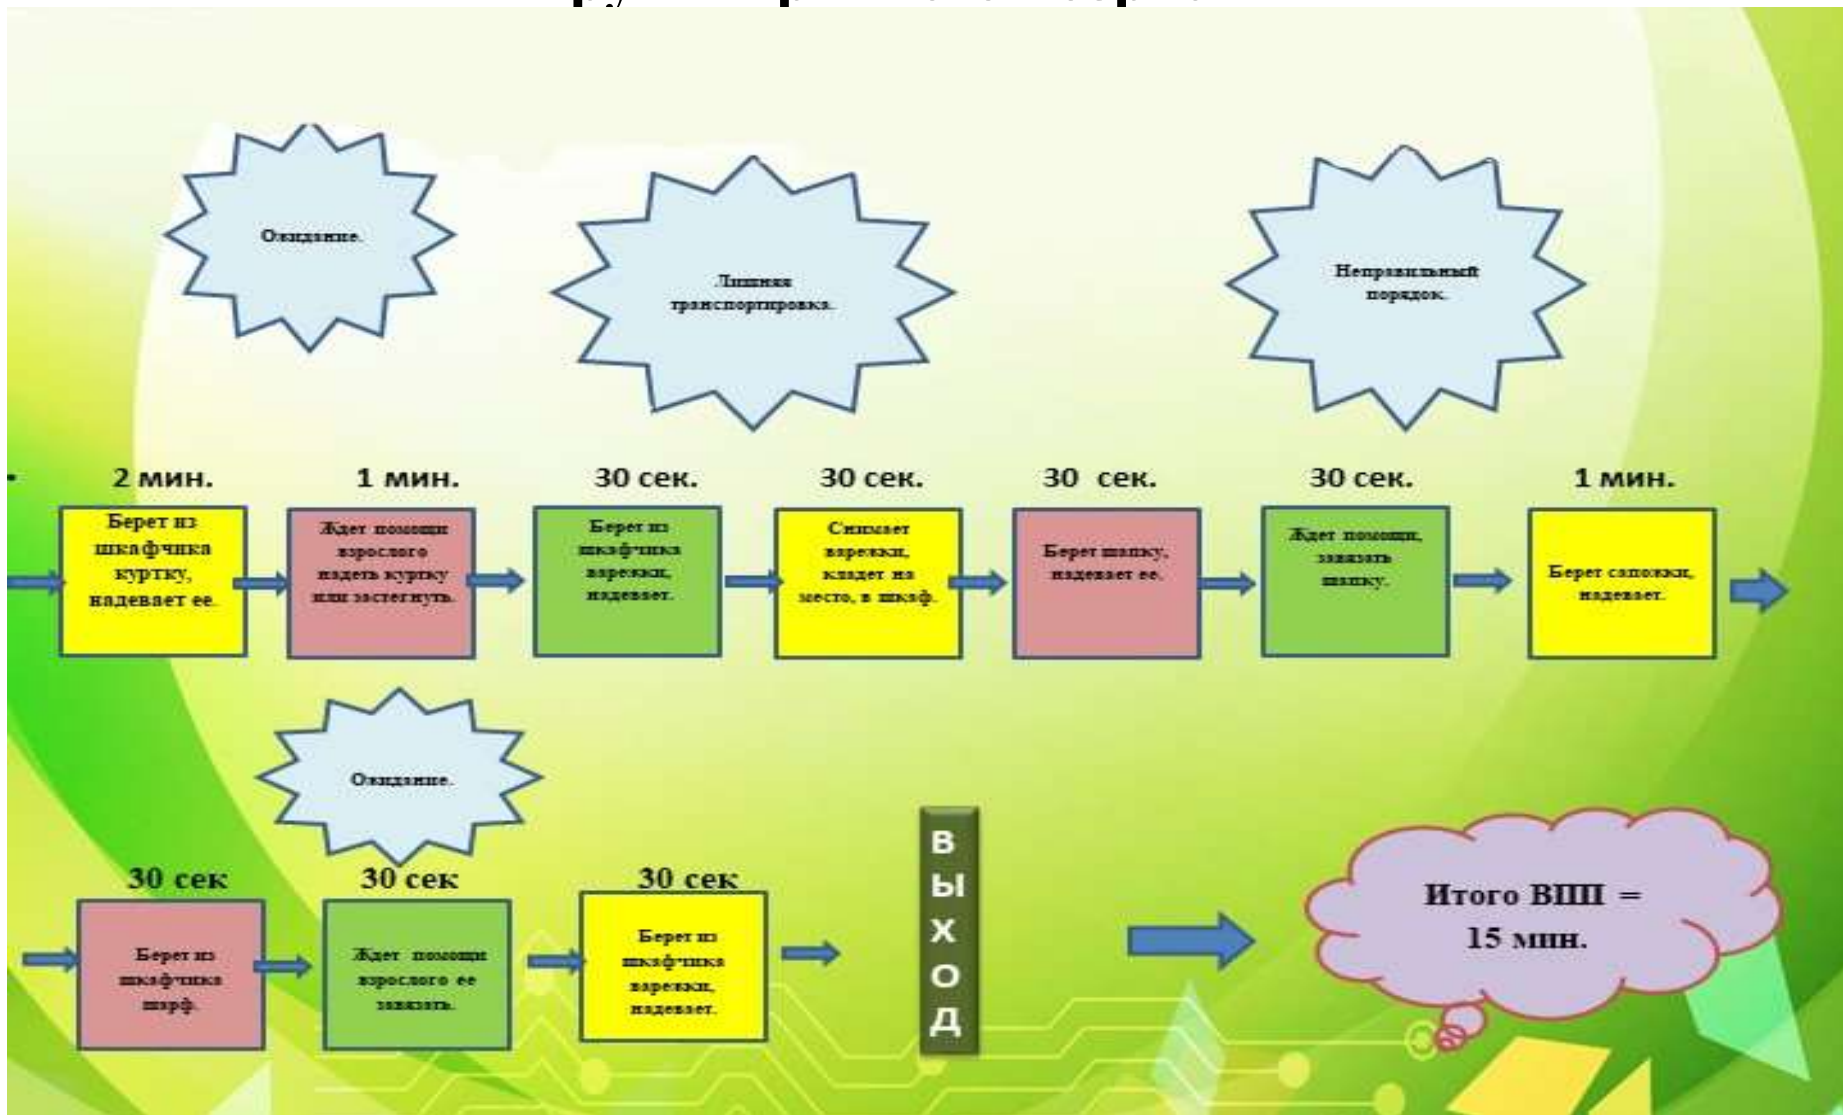 Ожидание.
Лишняя
транспортировка.
Неправильный
порядок.
2 мин.
1 мин.
30 сек.
30 сек.
30 сек.
30 сек.
1 мин.
Берет из
шкафчика
куртку,
надевает ее.
Ждет помощи
взрослого
надеть куртку
или застегнуть.
Берет из
шкафчика
варежки,
надевает.
Снимает
варежки,
кладет на
место, в шкаф.
Берет шапку,
надевает ее.
Ждет помощи,
завязать
шапку.
Берет сапожки,
надевает.
Ожидание.
30 сек
30 сек
30 сек
Берет из
шкафчика
шарф.
Ждет помощи
взрослого ее
завязать.
Берет из
шкафчика
варежки,
надевает.
ВЫХОД
Итого ВПП =
15 мин.